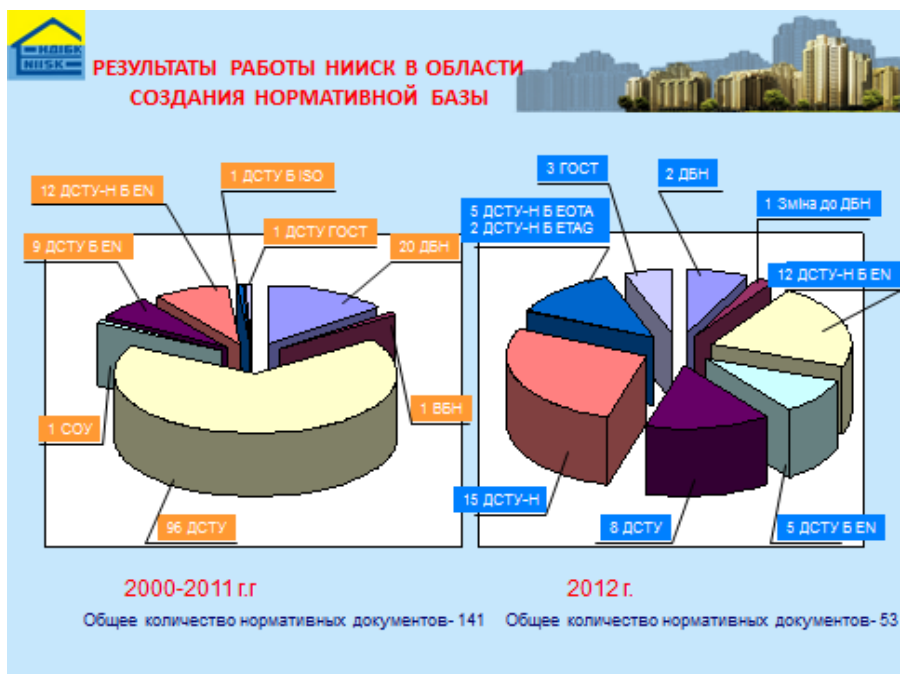 НДІБК
NIISK
РЕЗУЛЬТАТЫ РАБОТЫ НИИСК В ОБЛАСТИ
СОЗДАНИЯ НОРМАТИВНОЙ БАЗЫ
1 ДСТУ Б ISO
12 ДСТУ-Н Б EN
1 ДСТУ ГОСТ
9 ДСТУ Б EN
20 ДБН
1 ВБН
1 СОУ
96 ДСТУ
3 ГОСТ
2 ДБН
5 ДСТУ-Н Б ЕОТА
2 ДСТУ-Н Б ETAG
1 Зміна до ДБН
12 ДСТУ-Н Б EN
15 ДСТУ-Н
8 ДСТУ
5 ДСТУ Б EN
2000-2011 г.г
Общее количество нормативных документов- 141
2012 г.
Общее количество нормативных документов- 53